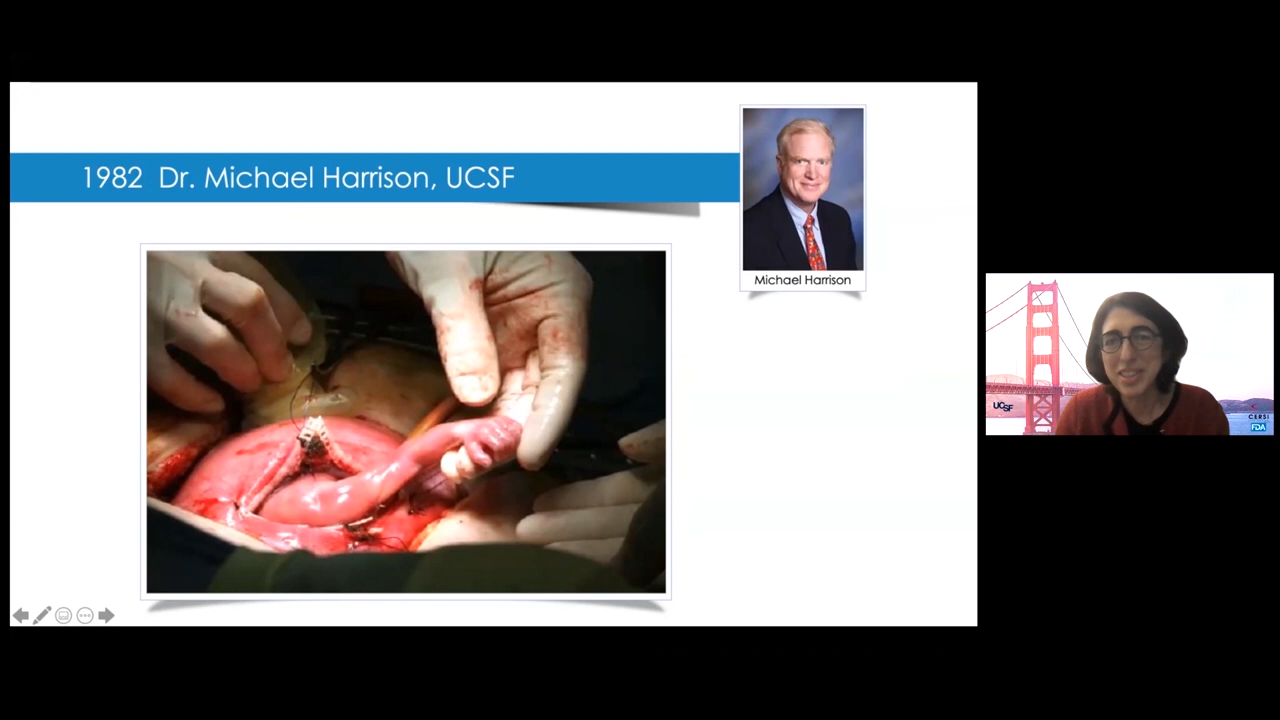 1982 Dr. Michael Harrison, UCSF
Michael Harrison
UCSF
CERSI
FDA